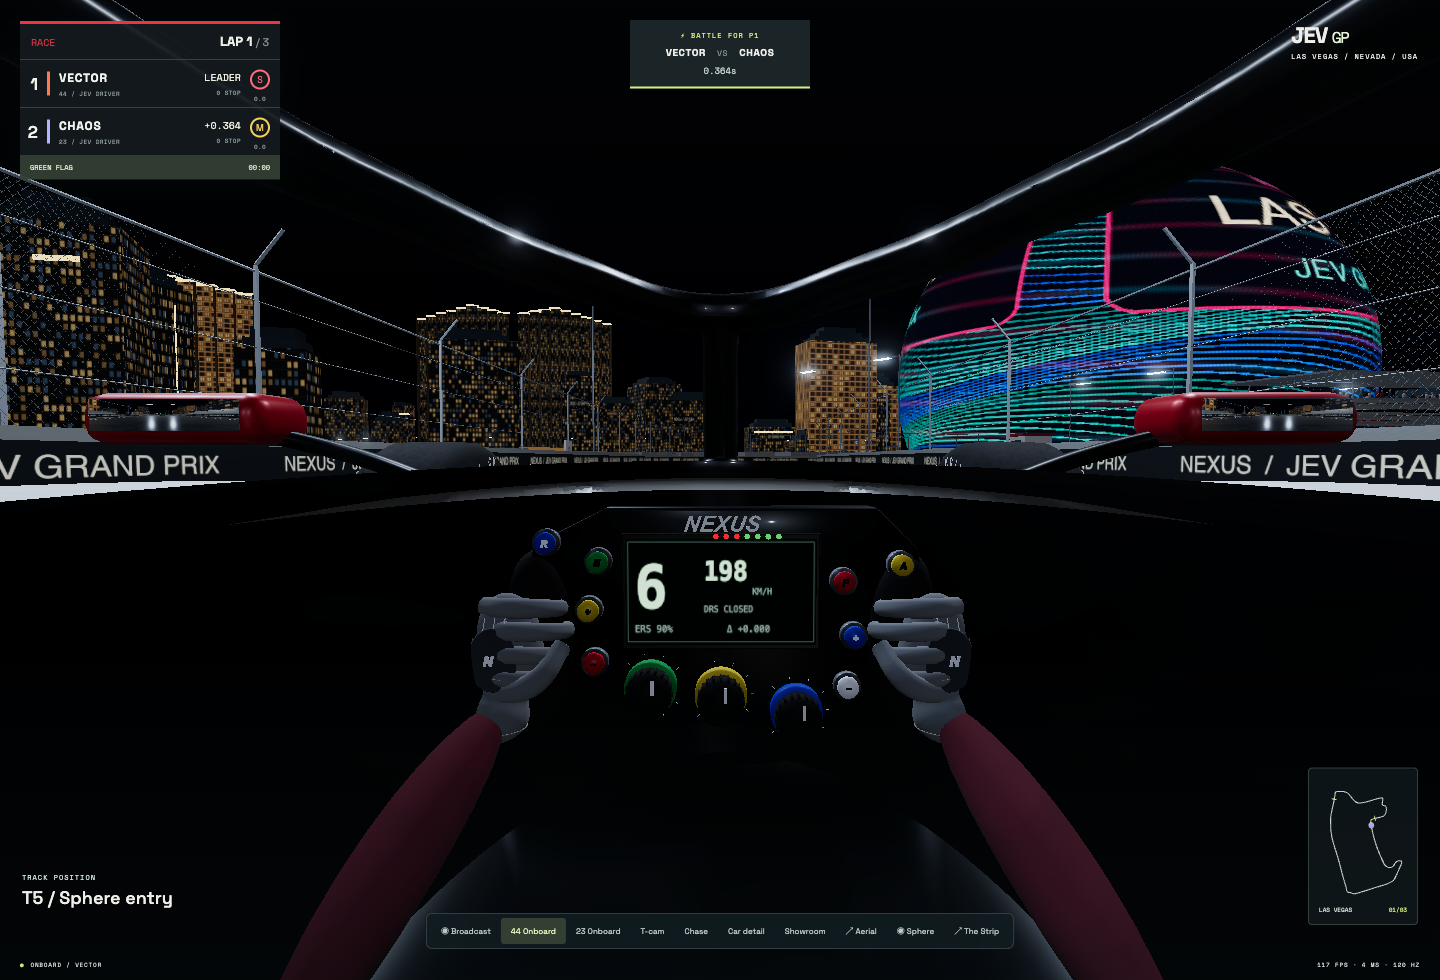 RACE
LAP 1 / 3
1 VECTOR LEADER S
44 / JEV DRIVER 0 STOP 0.0
2 CHAOS +0.364 M
23 / JEV DRIVER 0 STOP 0.0
GREEN FLAG 00:00
⚡ BATTLE FOR P1
VECTOR VS CHAOS
0.364s
JEV GP
LAS VEGAS / NEVADA / USA
LAS
JEV G
V GRAND PRIX
NEXUS / J
PRIX
NEXUS / JEV GRA
NEXUS
6
198
KM/H
DRS CLOSED
ERS 90% Δ +0.000
R
A
F
+
-
N
N
TRACK POSITION
T5 / Sphere entry
LAS VEGAS 01/03
Broadcast
44 Onboard
23 Onboard
T-cam
Chase
Car detail
Showroom
Aerial
Sphere
The Strip
ONBOARD / VECTOR
117 FPS · 4 MS · 120 HZ